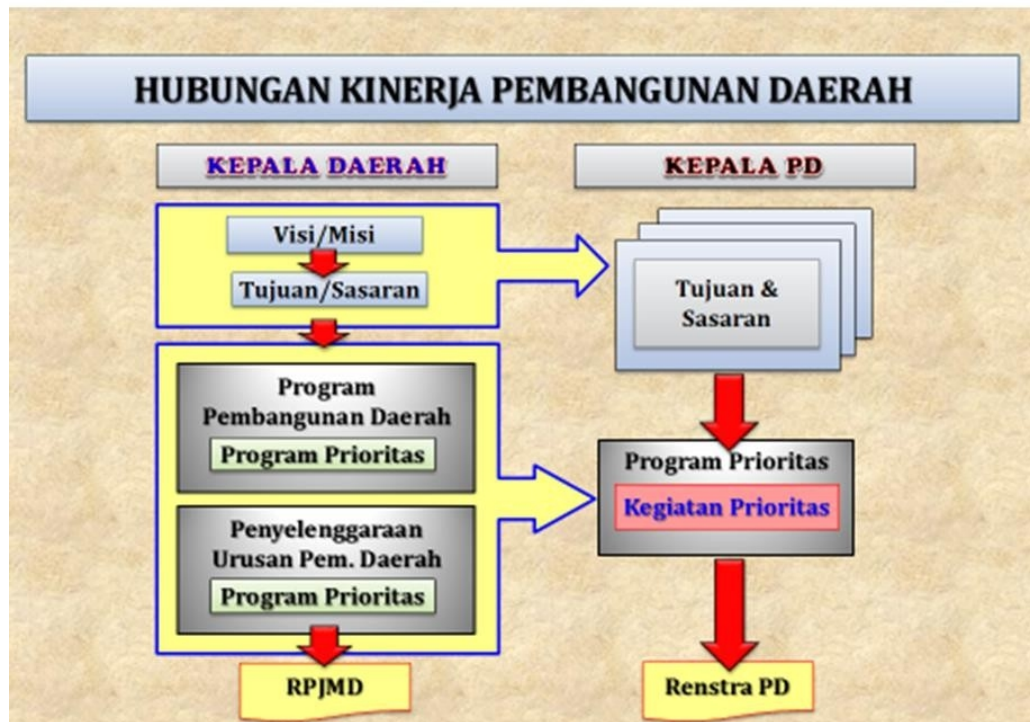 HUBUNGAN KINERJA PEMBANGUNAN DAERAH
KEPALA DAERAH
Visi/Misi
Tujuan/Sasaran
Program
Pembangunan Daerah
Program Prioritas
Penyelenggaraan
Urusan Pem. Daerah
Program Prioritas
RPJMD
KEPALA PD
Tujuan &
Sasaran
Program Prioritas
Kegiatan Prioritas
Renstra PD